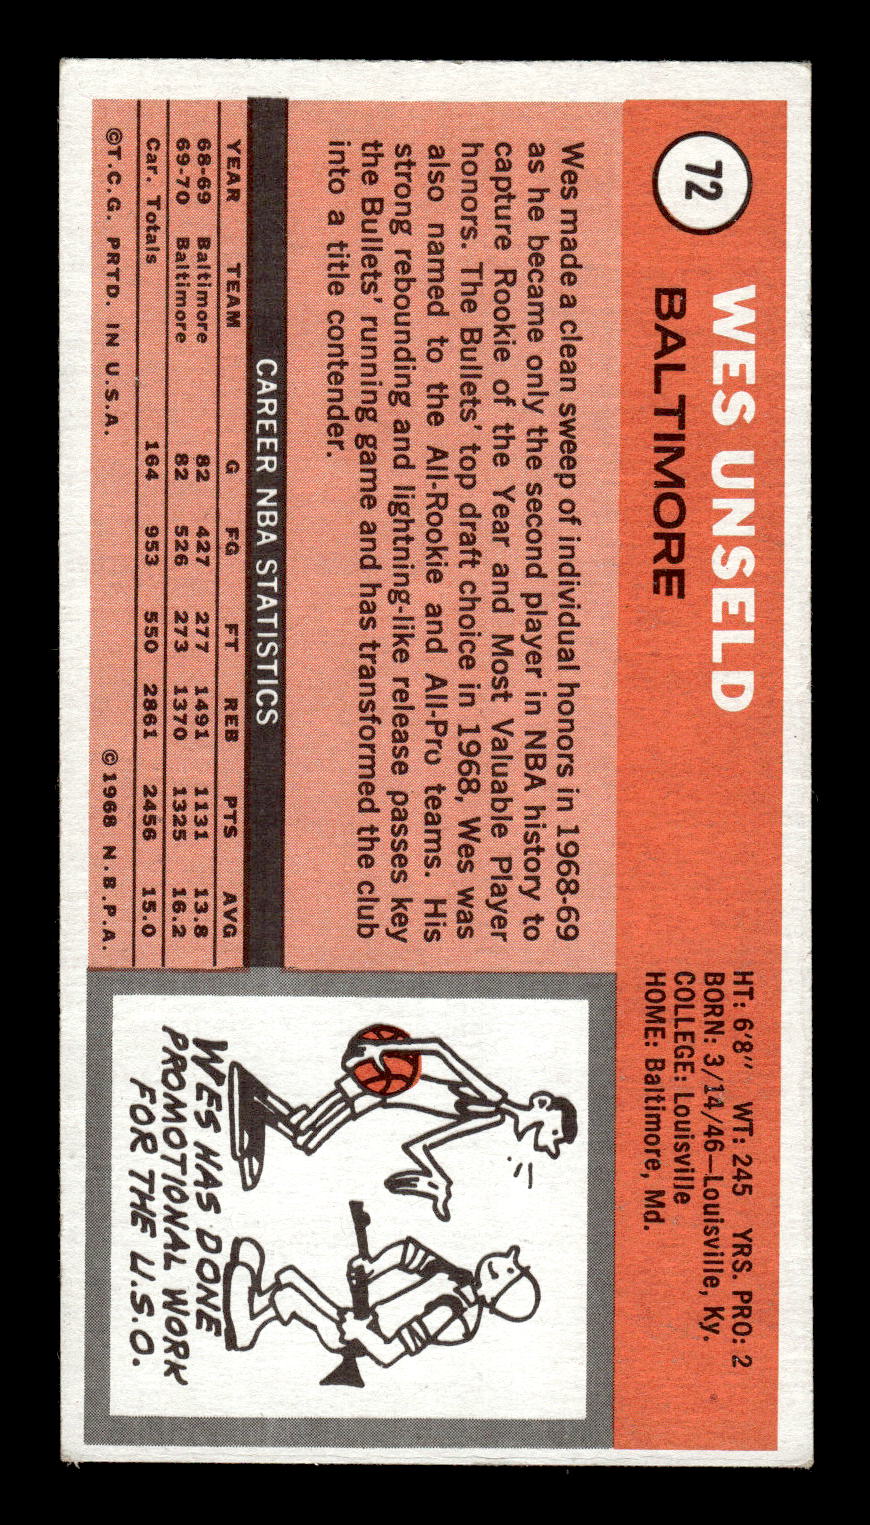 72
WES UNSELD
BALTIMORE
HT: 6'8" WT: 245 YRS. PRO: 2
BORN: 3/14/46—Louisville, Ky.
COLLEGE: Louisville
HOME: Baltimore, Md.
Wes made a clean sweep of individual honors in 1968-69
as he became only the second player in NBA history to
capture Rookie of the Year and Most Valuable Player
honors. The Bullets' top draft choice in 1968, Wes was
also named to the All-Rookie and All-Pro teams. His
strong rebounding and lightning-like release passes key
the Bullets' running game and has transformed the club
into a title contender.
CAREER NBA STATISTICS
YEAR TEAM G FG FT REB PTS AVG
68-69 Baltimore 82 427 277 1491 1131 13.8
69-70 Baltimore 82 526 273 1370 1325 16.2
Car. Totals 164 953 550 2861 2456 15.0
©T.C.G. PRTD. IN U.S.A. ©1968 N.B.P.A.
WES HAS DONE
PROMOTIONAL WORK
FOR THE U.S.O.